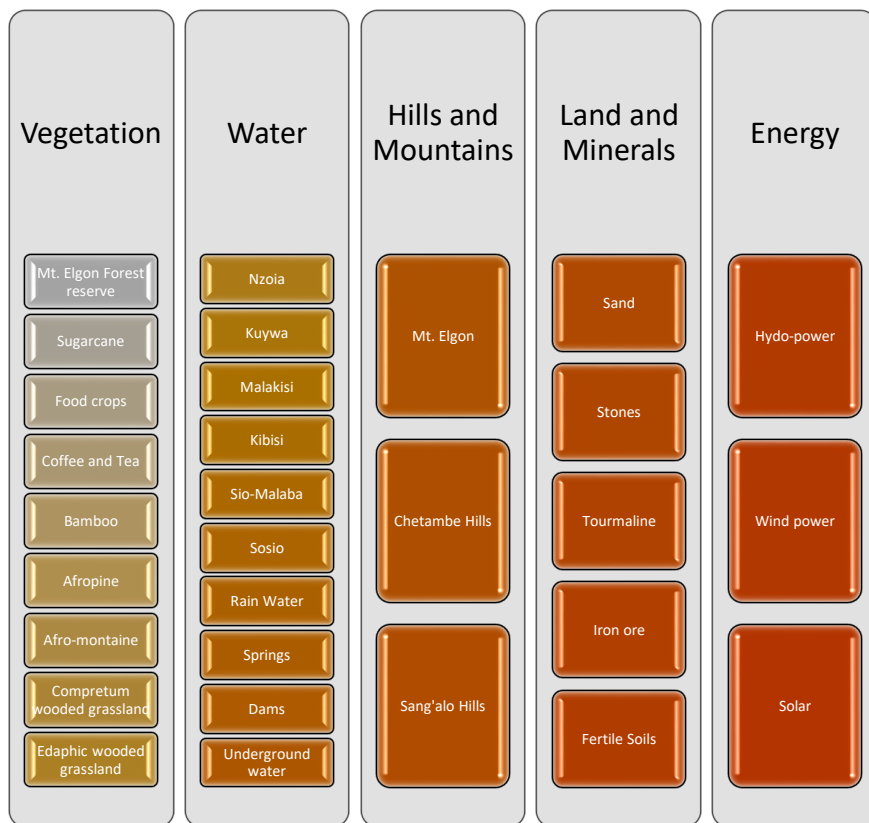 Vegetation
Mt. Elgon Forest
reserve
Sugarcane
Food crops
Coffee and Tea
Bamboo
Afropine
Afro-montaine
Compretum
wooded grassland
Edaphic wooded
grassland
Water
Nzoia
Kuywa
Malakisi
Kibisi
Sio-Malaba
Sosio
Rain Water
Springs
Dams
Underground
water
Hills and
Mountains
Mt. Elgon
Chetambe Hills
Sang'alo Hills
Land and
Minerals
Sand
Stones
Tourmaline
Iron ore
Fertile Soils
Energy
Hydo-power
Wind power
Solar